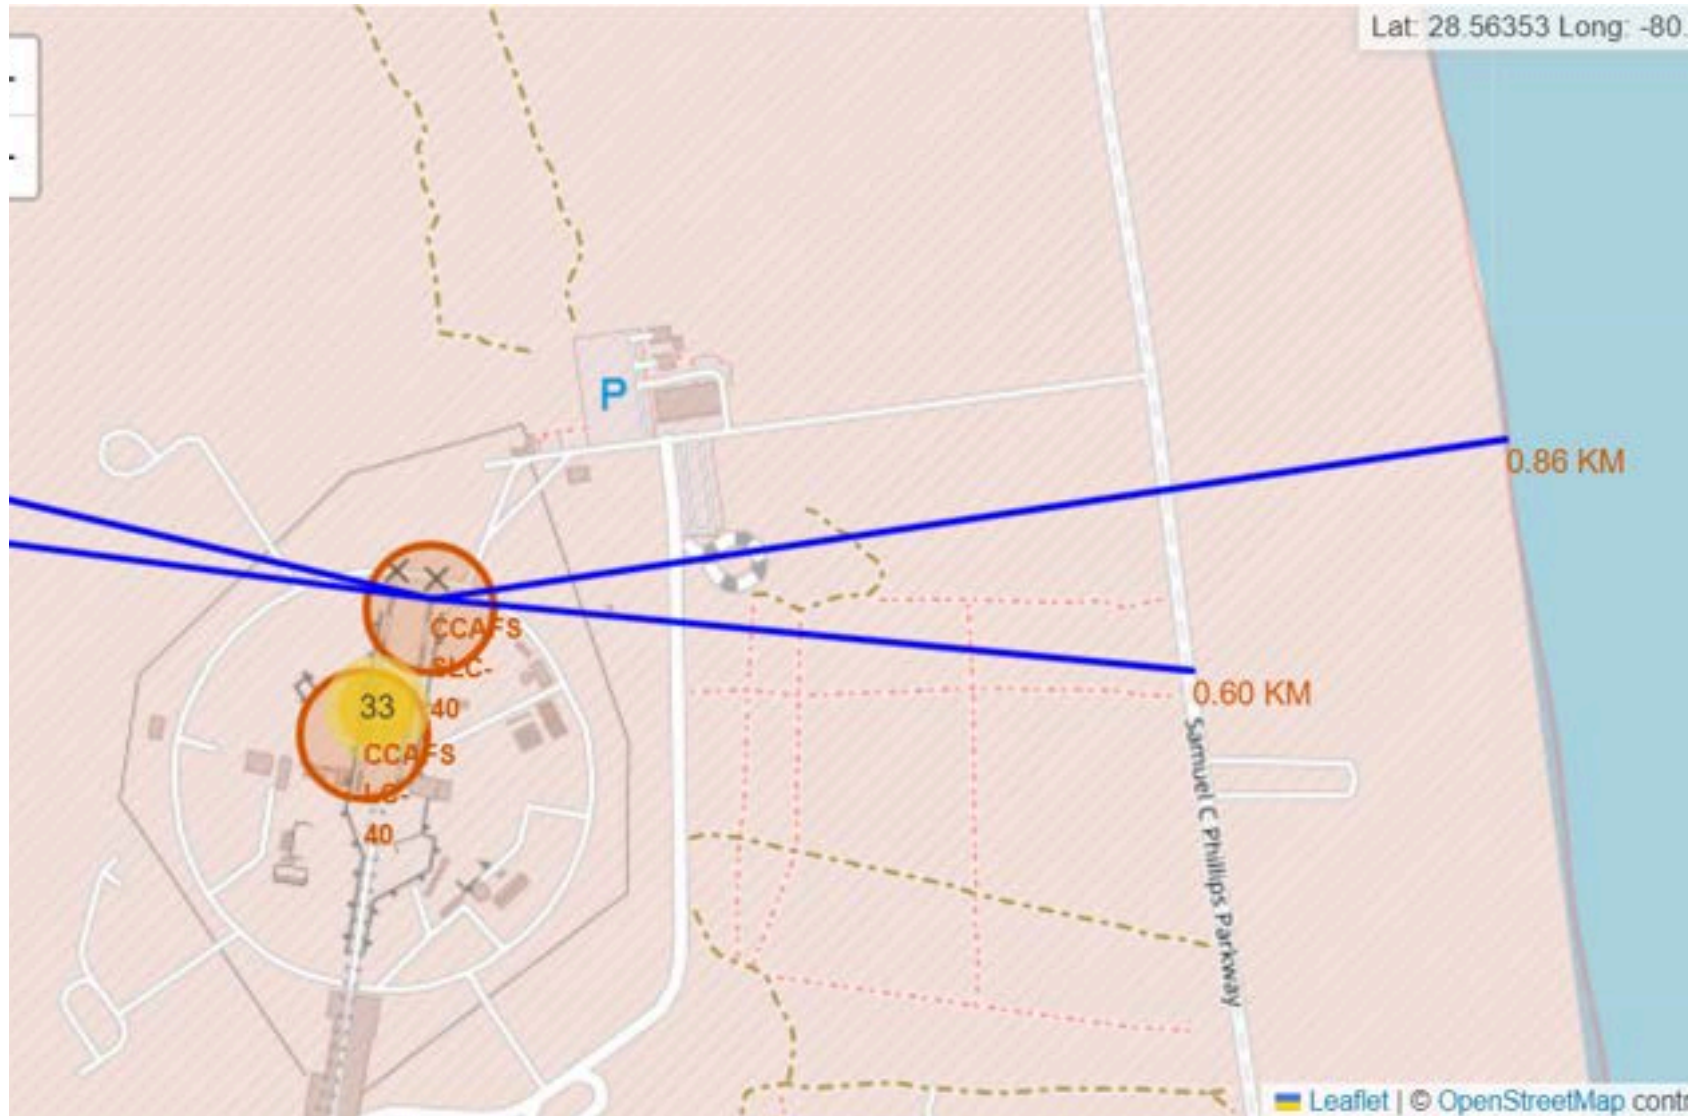 Lat: 28.56353 Long: -80.
P
0.86 KM
CCAFS
SLC-
40
33
0.60 KM
CCAFS
LC-
40
Samuel C Phillips Parkway
Leaflet | © OpenStreetMap contr